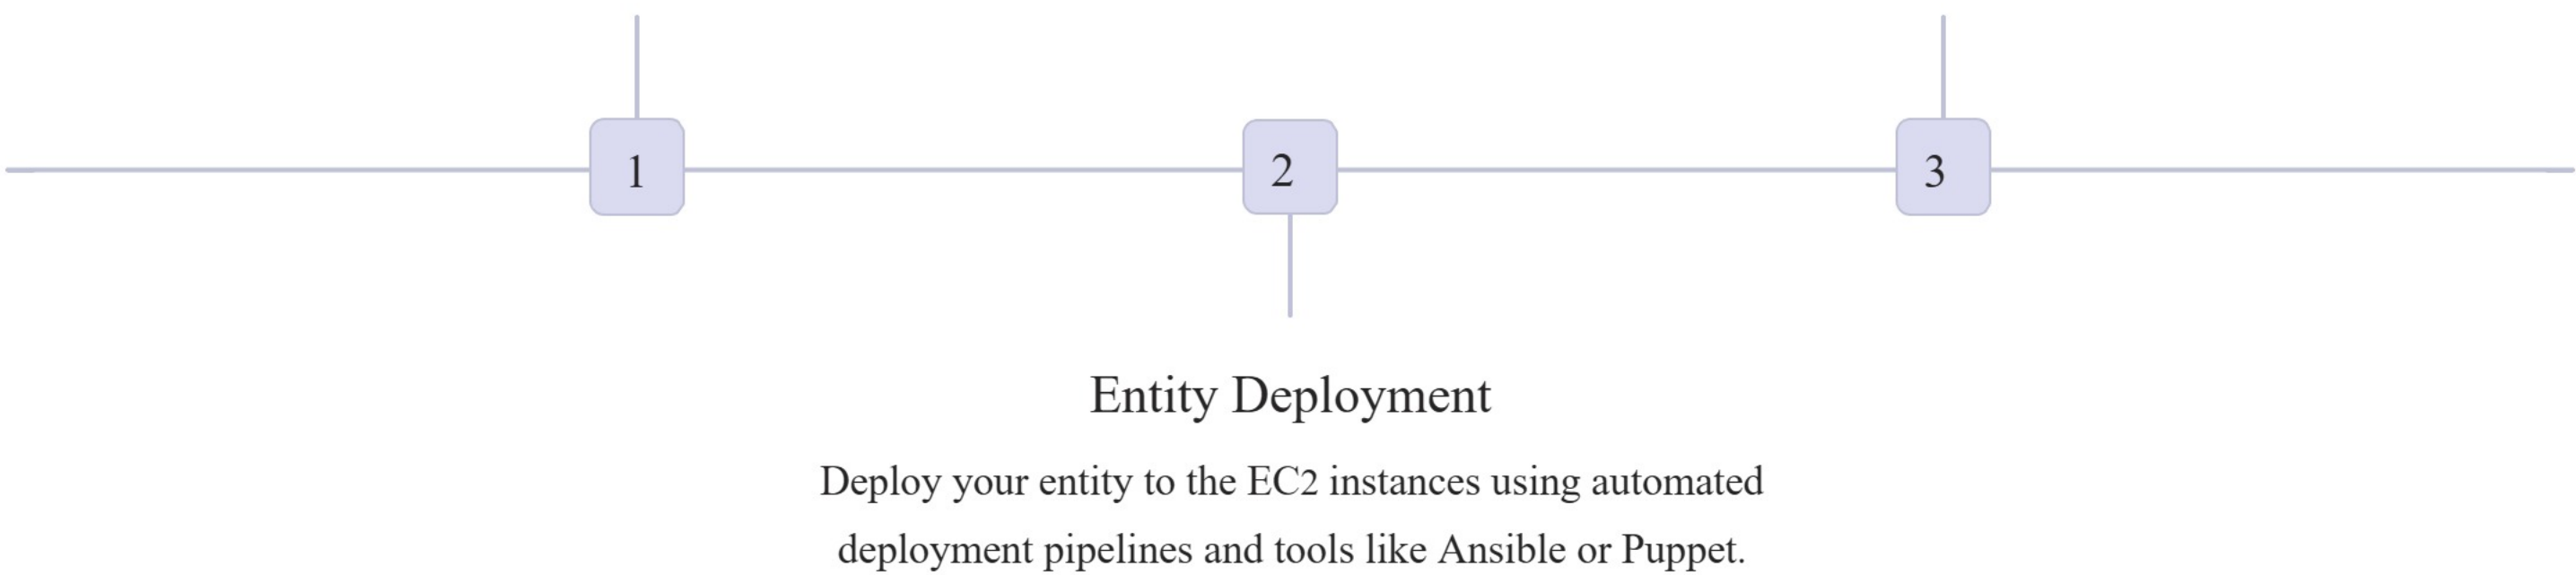 1
2
3
Entity Deployment
Deploy your entity to the EC2 instances using automated
deployment pipelines and tools like Ansible or Puppet.